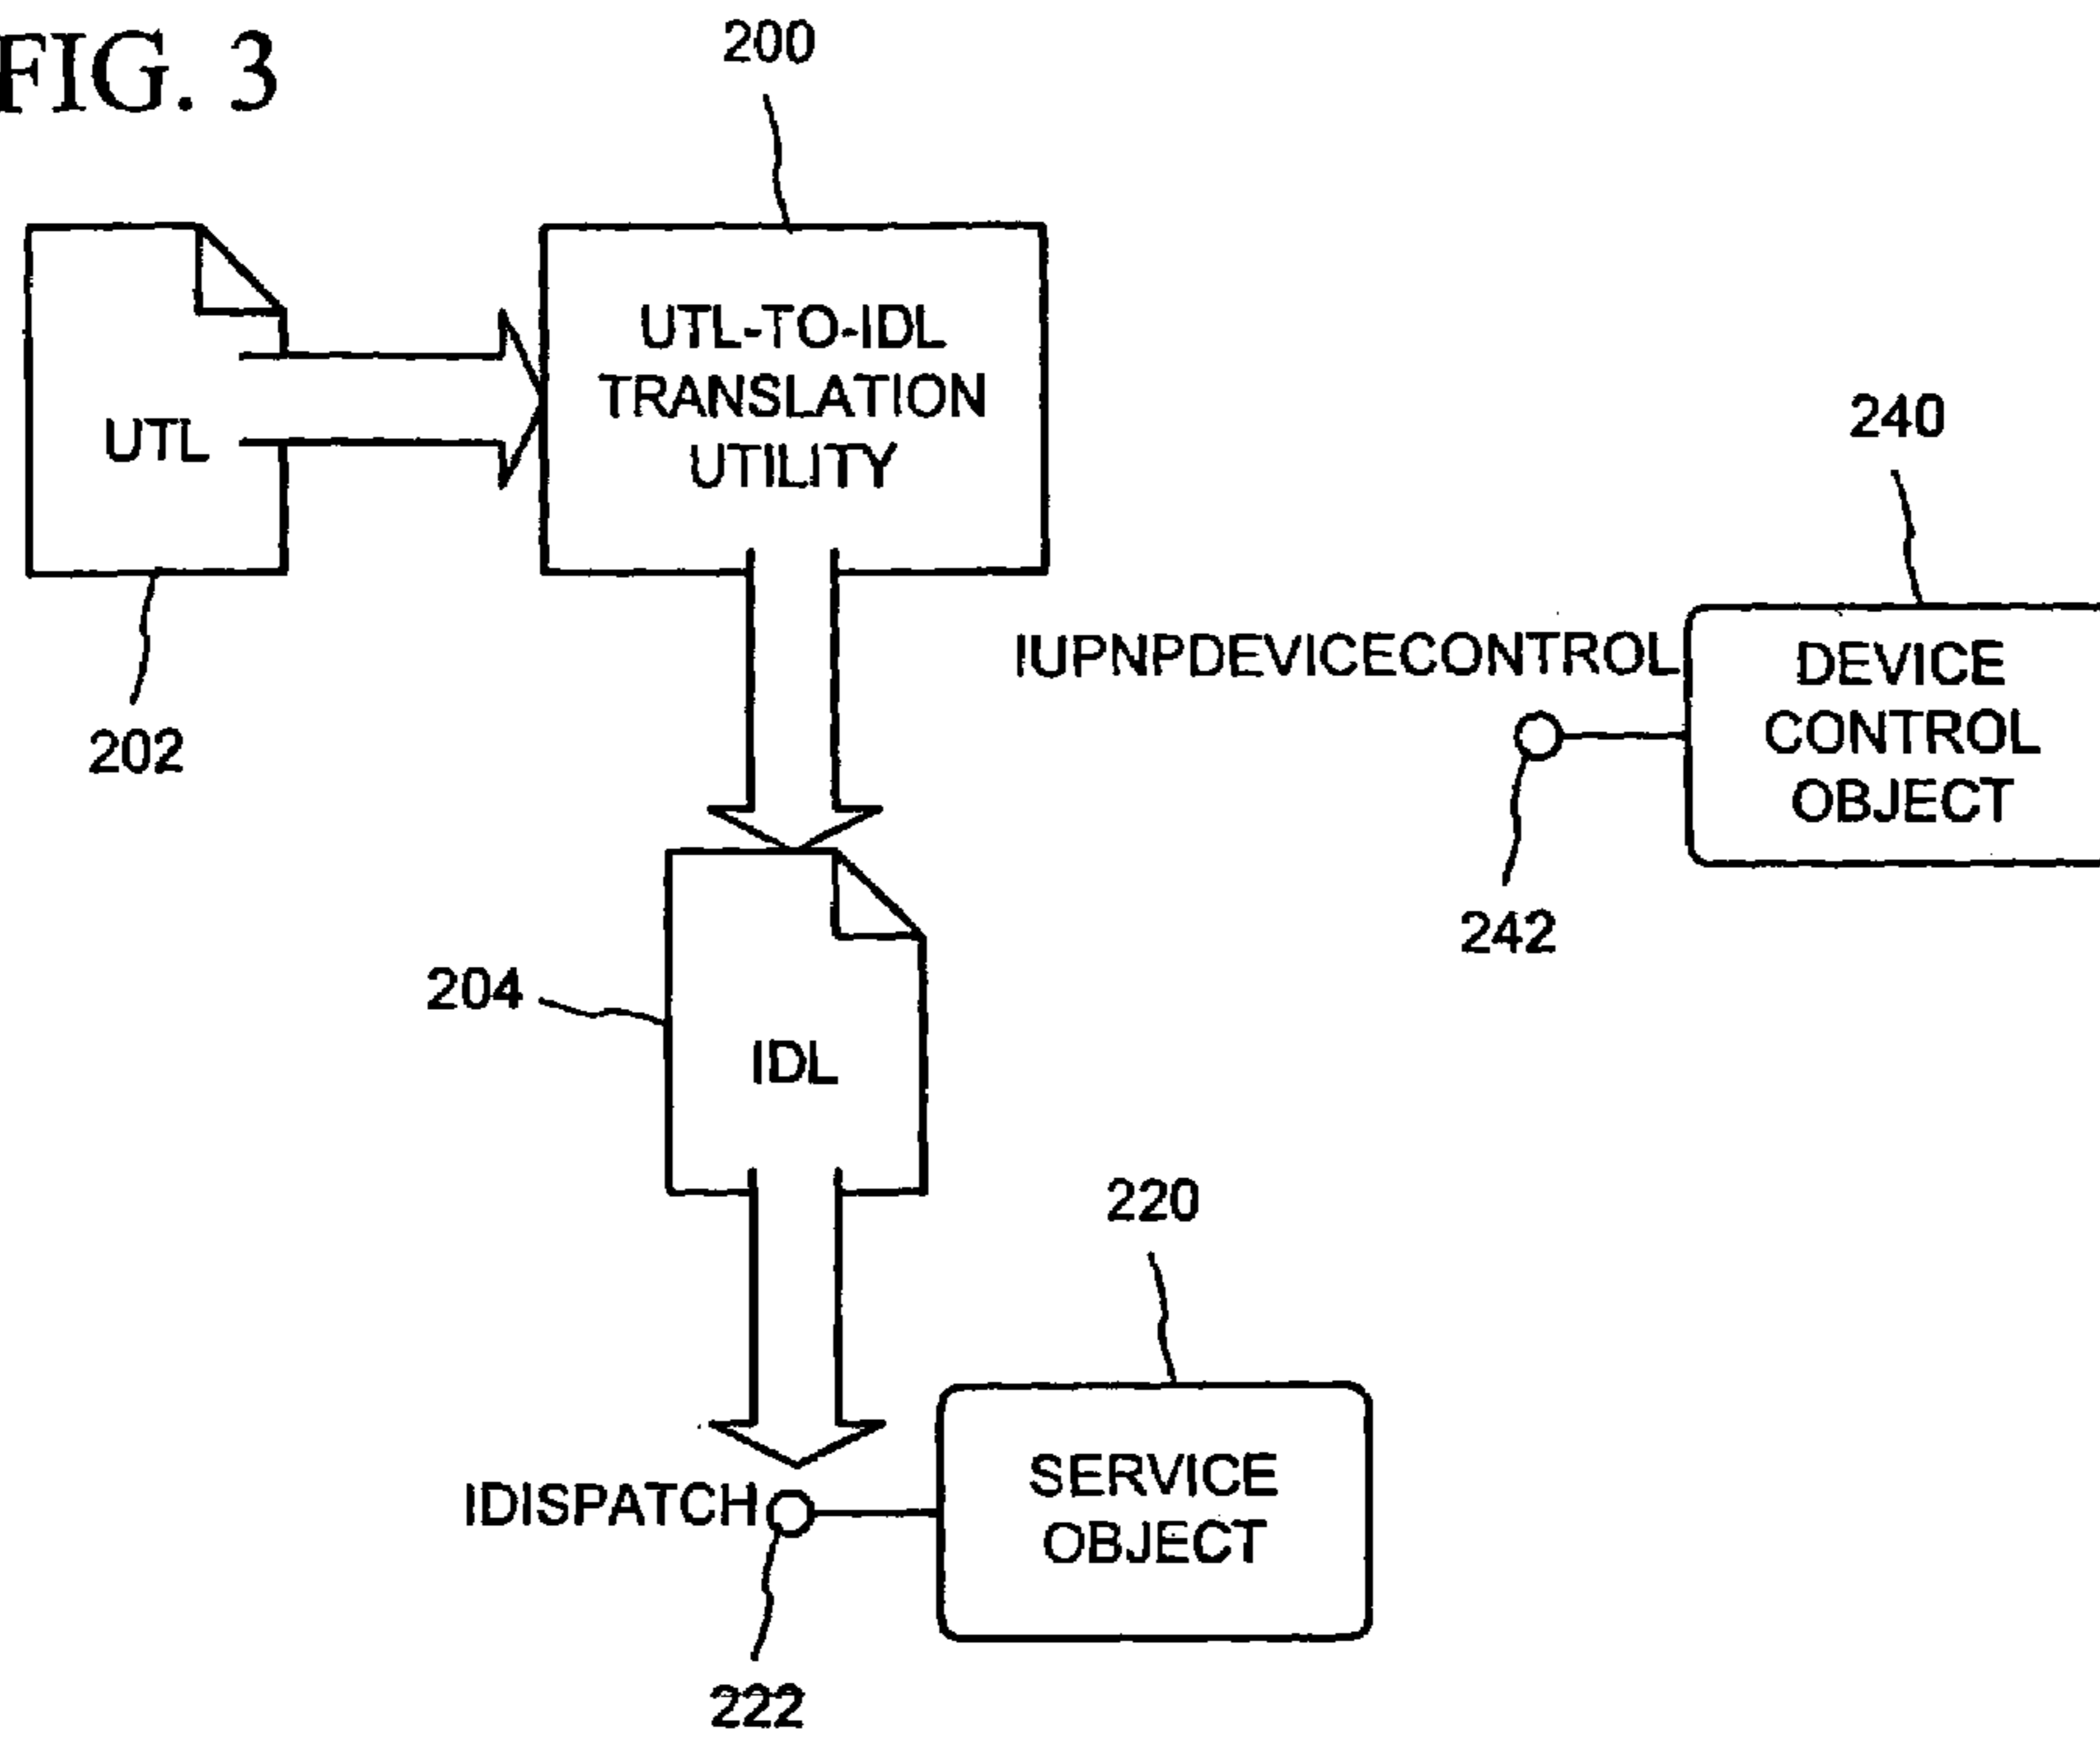 FIG. 3
200
UTL-TO-IDL
TRANSLATION
UTILITY
UTL
202
240
IUPNPDEVICECONTROL
DEVICE
CONTROL
OBJECT
242
204
IDL
220
IDISPATCH
SERVICE
OBJECT
222